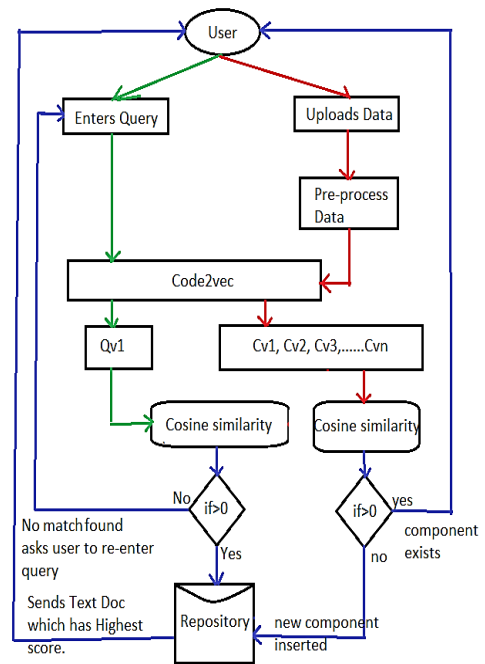 User
Enters Query
Uploads Data
Pre-process
Data
Code2vec
Qv1
Cv1, Cv2, Cv3,......Cvn
Cosine similarity
Cosine similarity
No
if>0
if>0
yes
No match found
asks user to re-enter
query
Yes
no
component
exists
Sends Text Doc
which has Highest
score.
Repository
new component
inserted